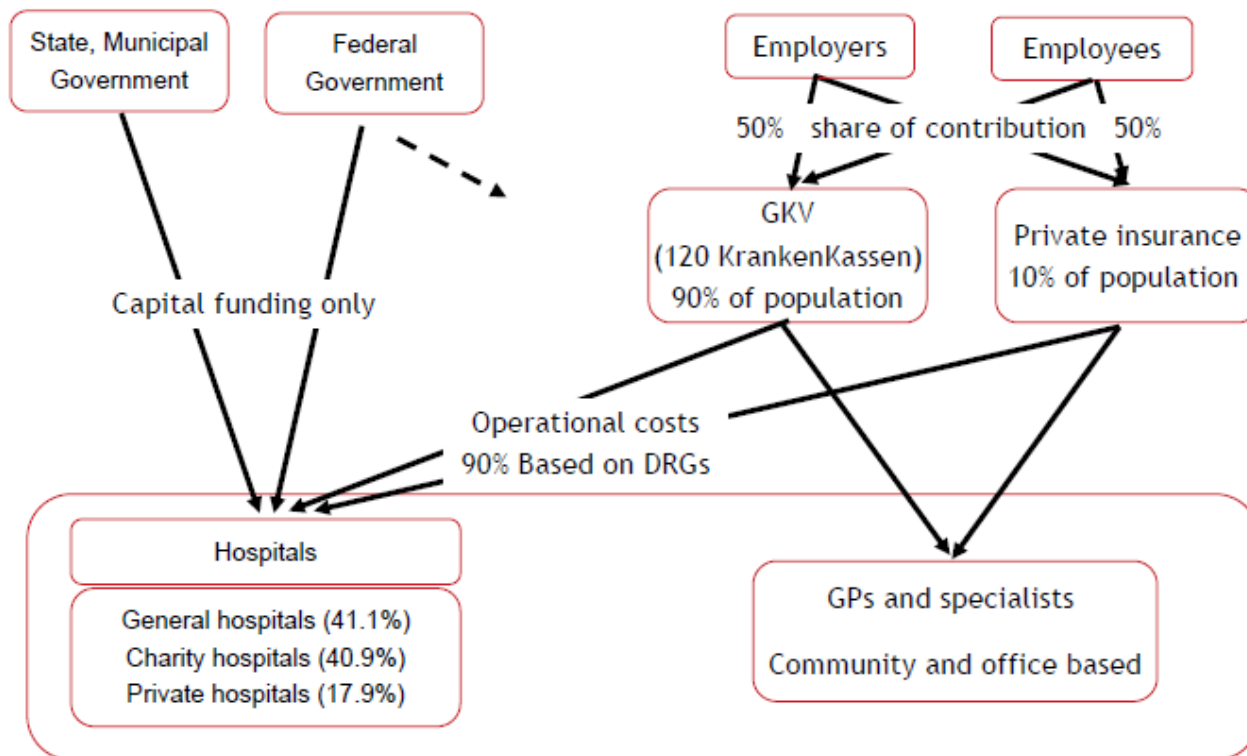 State, Municipal
Government
Federal
Government
Employers
Employees
50% share of contribution 50%
GKV
(120 KrankenKassen)
90% of population
Private insurance
10% of population
Capital funding only
Operational costs
90% Based on DRGs
Hospitals
General hospitals (41.1%)
Charity hospitals (40.9%)
Private hospitals (17.9%)
GPs and specialists
Community and office based